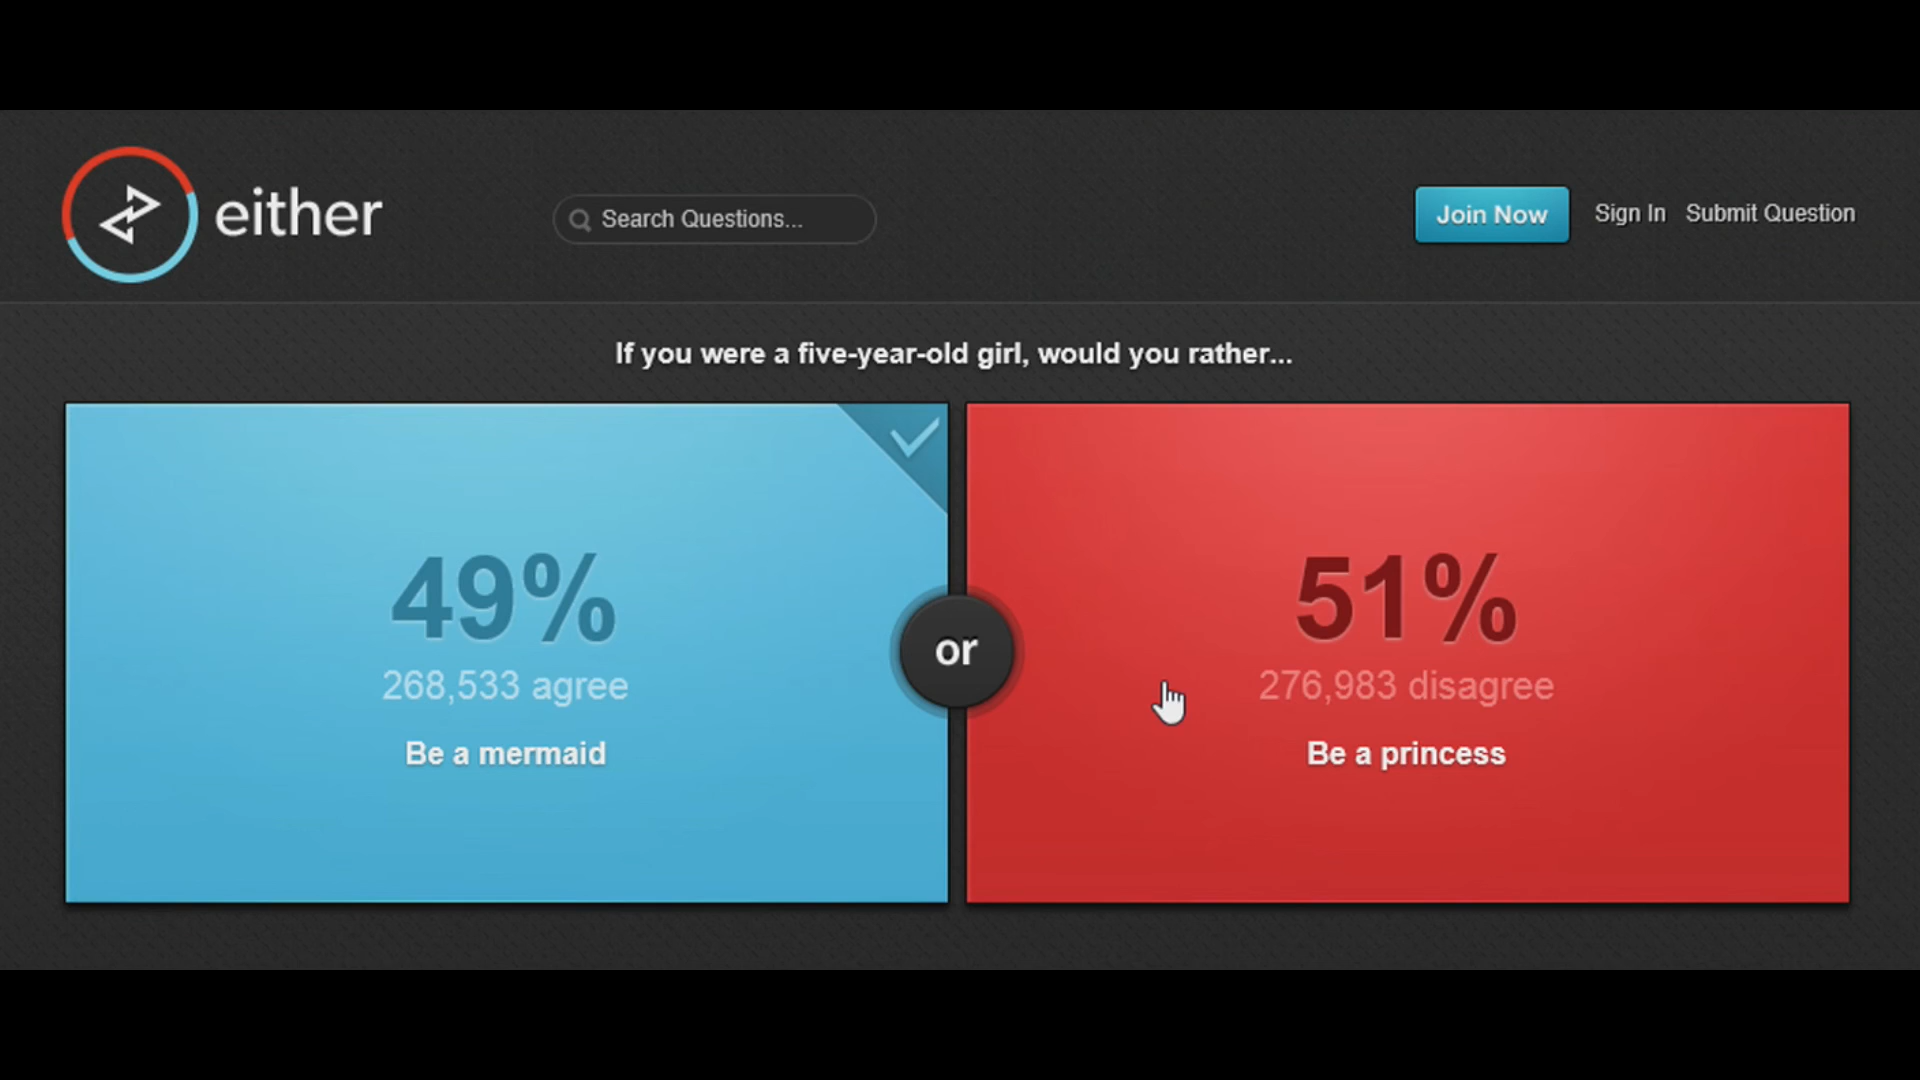 either
Search Questions...
Join Now
Sign In
Submit Question
If you were a five-year-old girl, would you rather...
49%
268,533 agree
Be a mermaid
or
51%
276,983 disagree
Be a princess